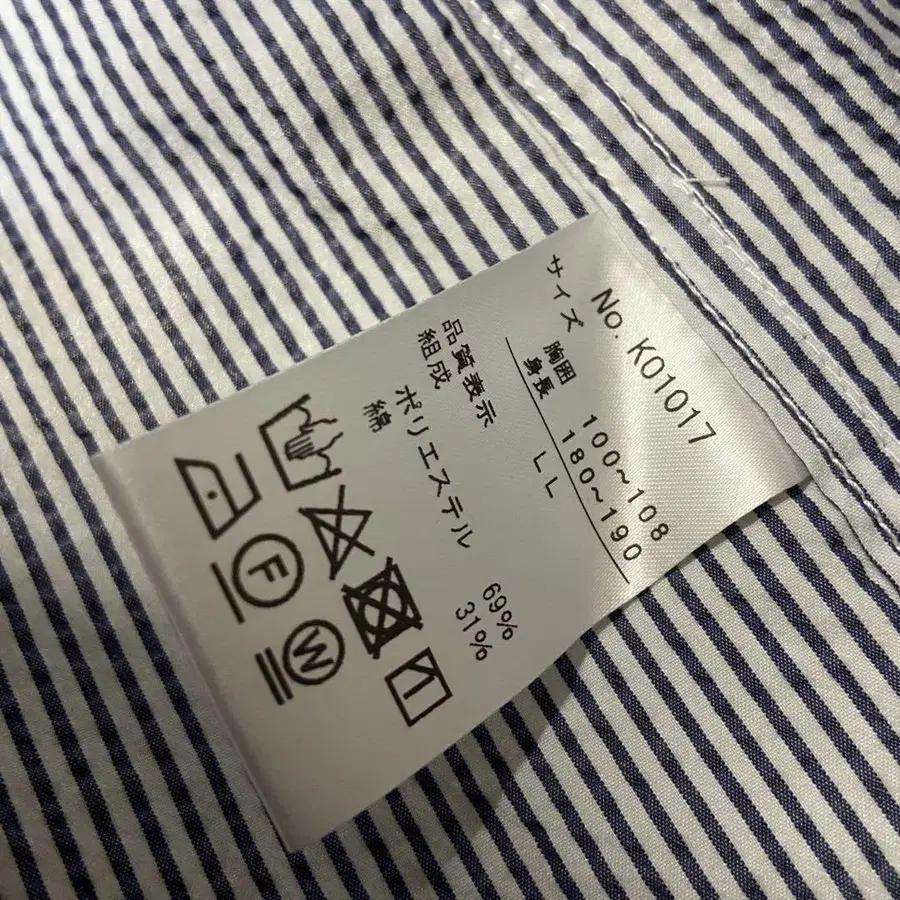 No. K01017
サイズ 胸囲 100~108
身長 180~190
LL
品質表示
組成 ポリエステル 69%
綿 31%
F
W